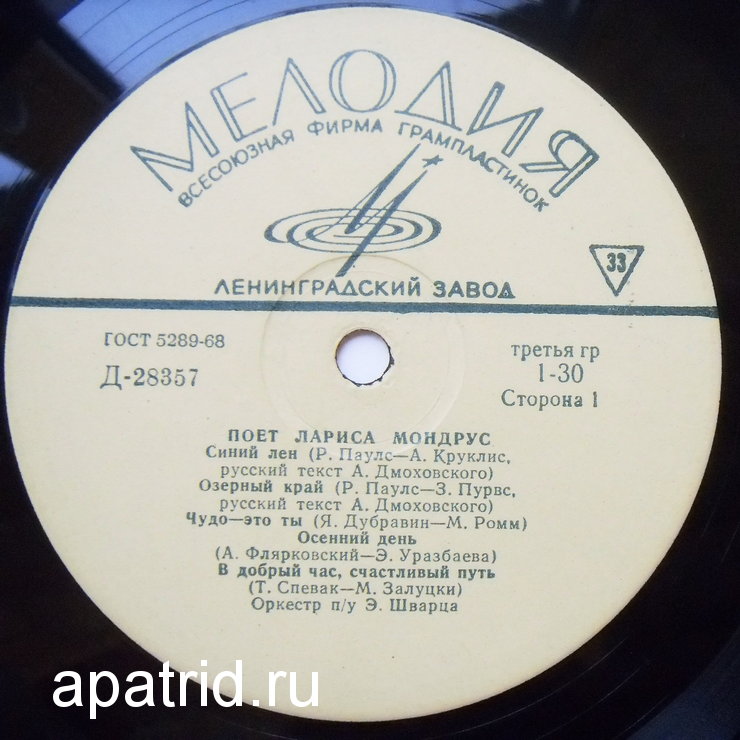 МЕЛОДИЯ
ВСЕСОЮЗНАЯ ФИРМА ГРАМПЛАСТИНОК
ЛЕНИНГРАДСКИЙ ЗАВОД
33
ГОСТ 5289-68
Д-28357
третья гр
1-30
Сторона 1
ПОЕТ ЛАРИСА МОНДРУС
Синий лен (Р. Паулс—А. Круклис,
русский текст А. Дмоховского)
Озерный край (Р. Паулс—З. Пурвс,
русский текст А. Дмоховского)
Чудо—это ты (Я. Дубравин—М. Ромм)
Осенний день
(А. Флярковский—Э. Уразбаева)
В добрый час, счастливый путь
(Т. Спевак—М. Залуцки)
Оркестр п/у Э. Шварца
apatrid.ru